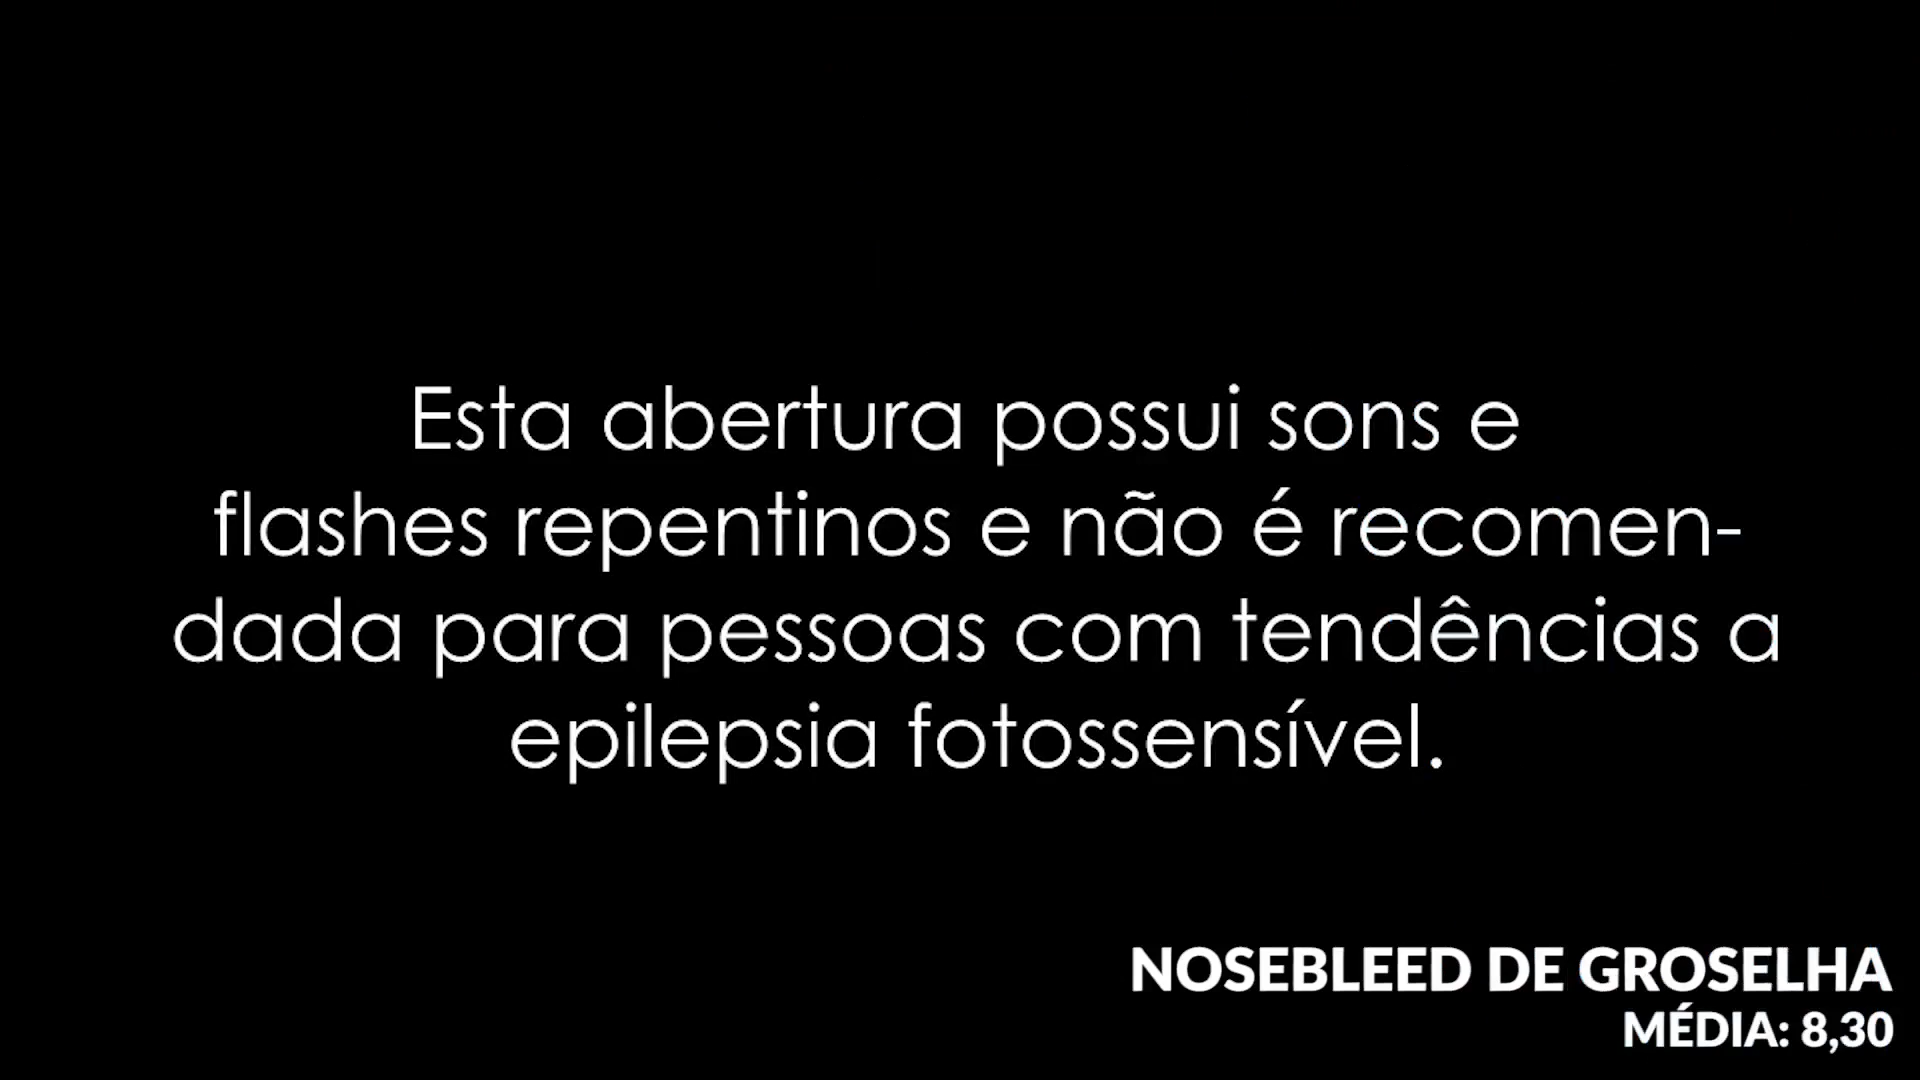 Esta abertura possui sons e
flashes repentinos e não é recomen-
dada para pessoas com tendências a
epilepsia fotossensível.
NOSEBLEED DE GROSELHA
MÉDIA: 8,30